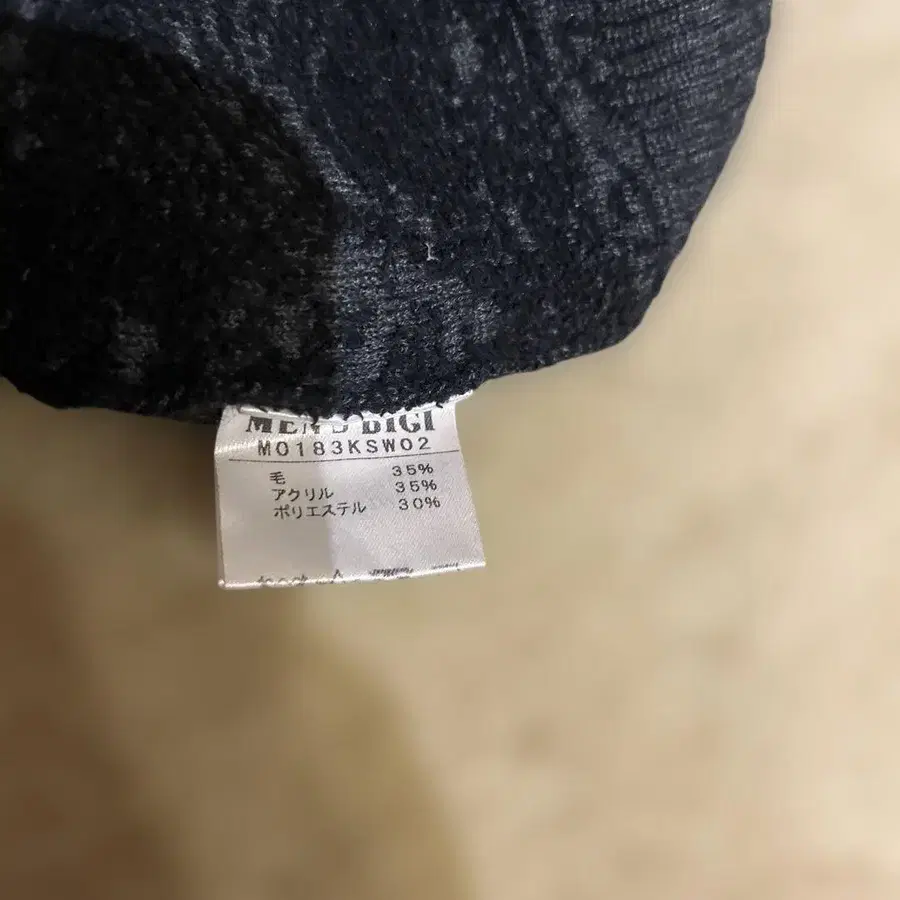 MEN'S BIGI
M0183KSW02
毛 35%
アクリル 35%
ポリエステル 30%